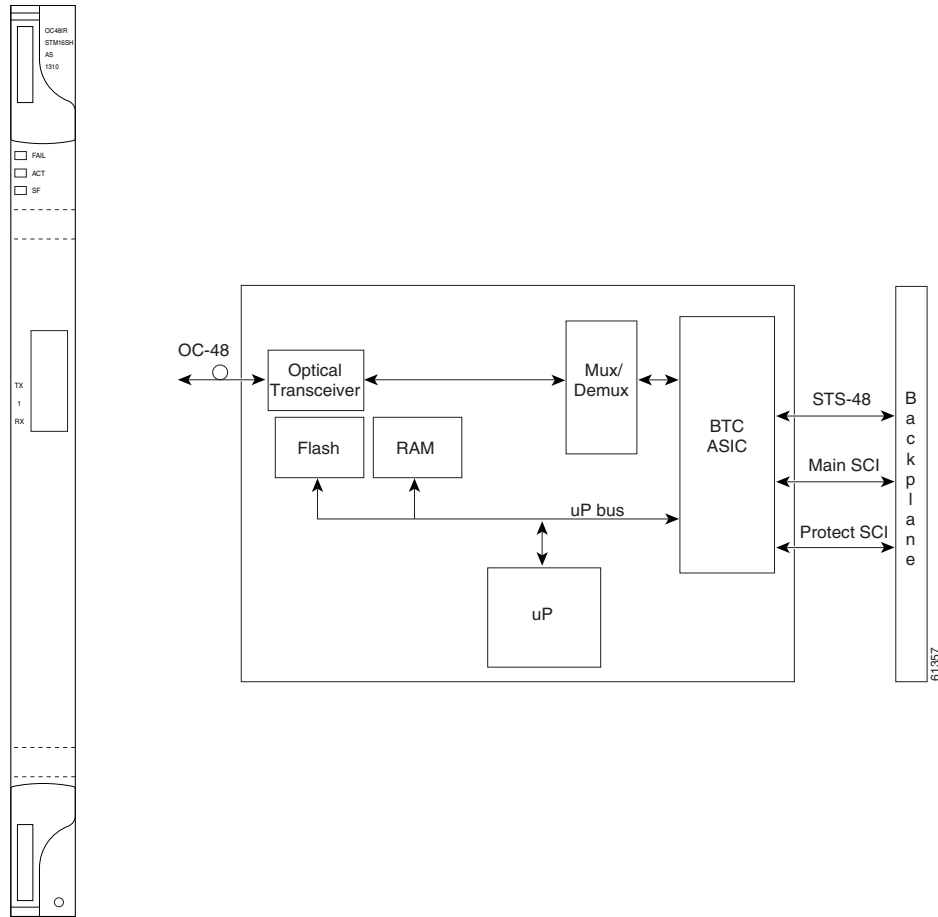 OC48IR
STM16SH
AS
1310
FAIL
ACT
SF
TX
1
RX
OC-48
Optical
Transceiver
Flash
RAM
Mux/
Demux
BTC
ASIC
uP bus
uP
STS-48
Main SCI
Protect SCI
Backplane
61357